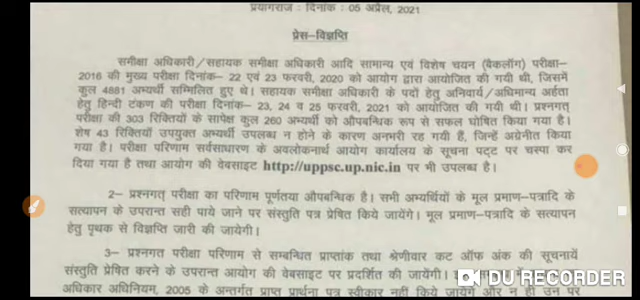 प्रयागराज : दिनांक : 05 अप्रैल, 2021
प्रेस–विज्ञप्ति
समीक्षा अधिकारी/सहायक समीक्षा अधिकारी आदि सामान्य एवं विशेष चयन (बैकलॉग) परीक्षा–
2016 की मुख्य परीक्षा दिनांक– 22 एवं 23 फरवरी, 2020 को आयोग द्वारा आयोजित की गयी थी, जिसमें
कुल 4881 अभ्यर्थी सम्मिलित हुए थे। सहायक समीक्षा अधिकारी के पदों हेतु अनिवार्य/अधिमान्य अर्हता
हेतु हिन्दी टंकण की परीक्षा दिनांक– 23, 24 व 25 फरवरी, 2021 को आयोजित की गयी थी। प्रश्नगत्
परीक्षा की 303 रिक्तियों के सापेक्ष कुल 260 अभ्यर्थी को औपबन्धिक रूप से सफल घोषित किया गया है।
शेष 43 रिक्तियाँ उपयुक्त अभ्यर्थी उपलब्ध न होने के कारण अनभरी रह गयी हैं, जिन्हें अग्रेनीत किया
गया है। परीक्षा परिणाम सर्वसाधारण के अवलोकनार्थ आयोग कार्यालय के सूचना पट्ट पर चस्पा कर
दिया गया है तथा आयोग की वेबसाइट http://uppsc.up.nic.in पर भी उपलब्ध है।
2– प्रश्नगत् परीक्षा का परिणाम पूर्णतया औपबन्धिक है। सभी अभ्यर्थियों के मूल प्रमाण–पत्रादि के
सत्यापन के उपरान्त सही पाये जाने पर संस्तुति पत्र प्रेषित किये जायेंगे। मूल प्रमाण–पत्रादि के सत्यापन
हेतु पृथक से विज्ञप्ति जारी की जायेगी।
3– प्रश्नगत परीक्षा परिणाम से सम्बन्धित प्राप्तांक तथा श्रेणीवार कट ऑफ अंक की सूचनायें
संस्तुति प्रेषित करने के उपरान्त आयोग की वेबसाइट पर प्रदर्शित की जायेंगी।
DU RECORDER
अधिकार अधिनियम, 2005 के अन्तर्गत प्राप्त प्रार्थना पत्र स्वीकार नहीं किये जायेंगे और न ही उन पर